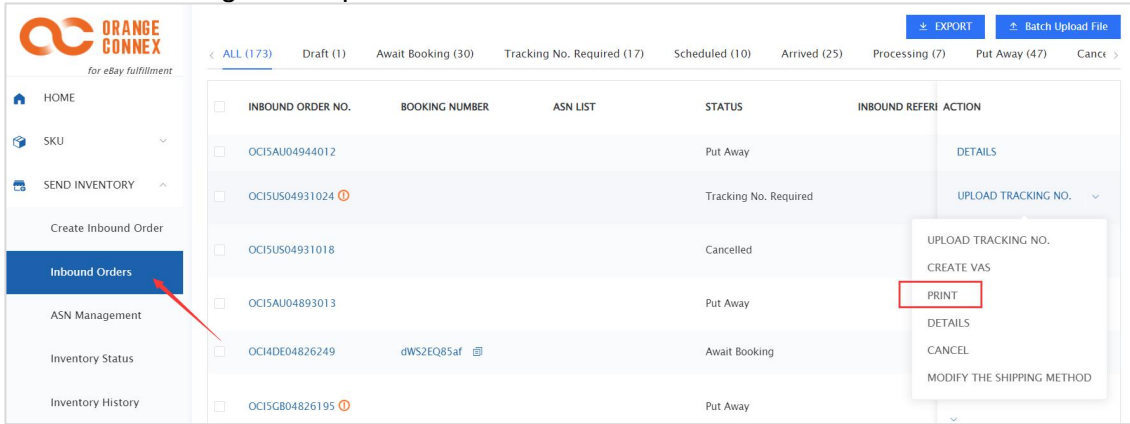 ORANGE
CONNEX
for eBay fulfillment
EXPORT Batch Upload File
ALL (173) Draft (1) Await Booking (30) Tracking No. Required (17) Scheduled (10) Arrived (25) Processing (7) Put Away (47) Cance
HOME
SKU
SEND INVENTORY
Create Inbound Order
Inbound Orders
ASN Management
Inventory Status
Inventory History
INBOUND ORDER NO. BOOKING NUMBER ASN LIST STATUS INBOUND REFERE ACTION
OCI5AU04944012 Put Away DETAILS
OCI5US04931024 Tracking No. Required UPLOAD TRACKING NO.
OCI5US04931018 Cancelled
OCI5AU04893013 Put Away
OCI4DE04826249 dWS2EQ85af Await Booking
OCI5GB04826195 Put Away
UPLOAD TRACKING NO.
CREATE VAS
PRINT
DETAILS
CANCEL
MODIFY THE SHIPPING METHOD